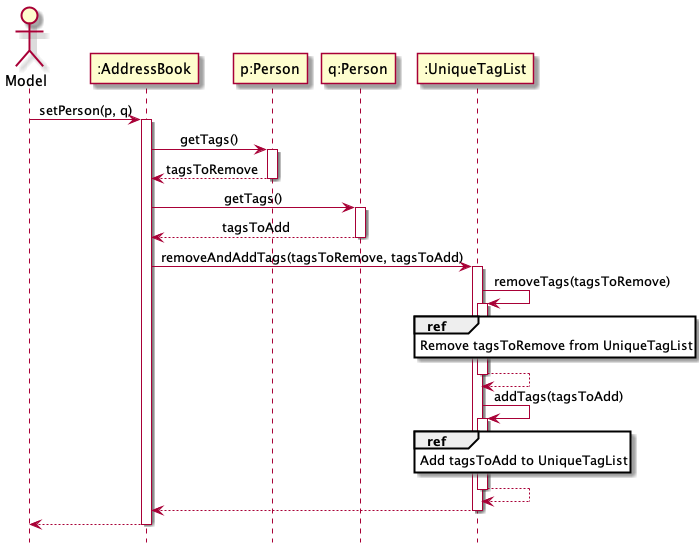 Model
:AddressBook
p:Person
q:Person
:UniqueTagList
setPerson(p, q)
getTags()
tagsToRemove
getTags()
tagsToAdd
removeAndAddTags(tagsToRemove, tagsToAdd)
removeTags(tagsToRemove)
ref
Remove tagsToRemove from UniqueTagList
addTags(tagsToAdd)
ref
Add tagsToAdd to UniqueTagList